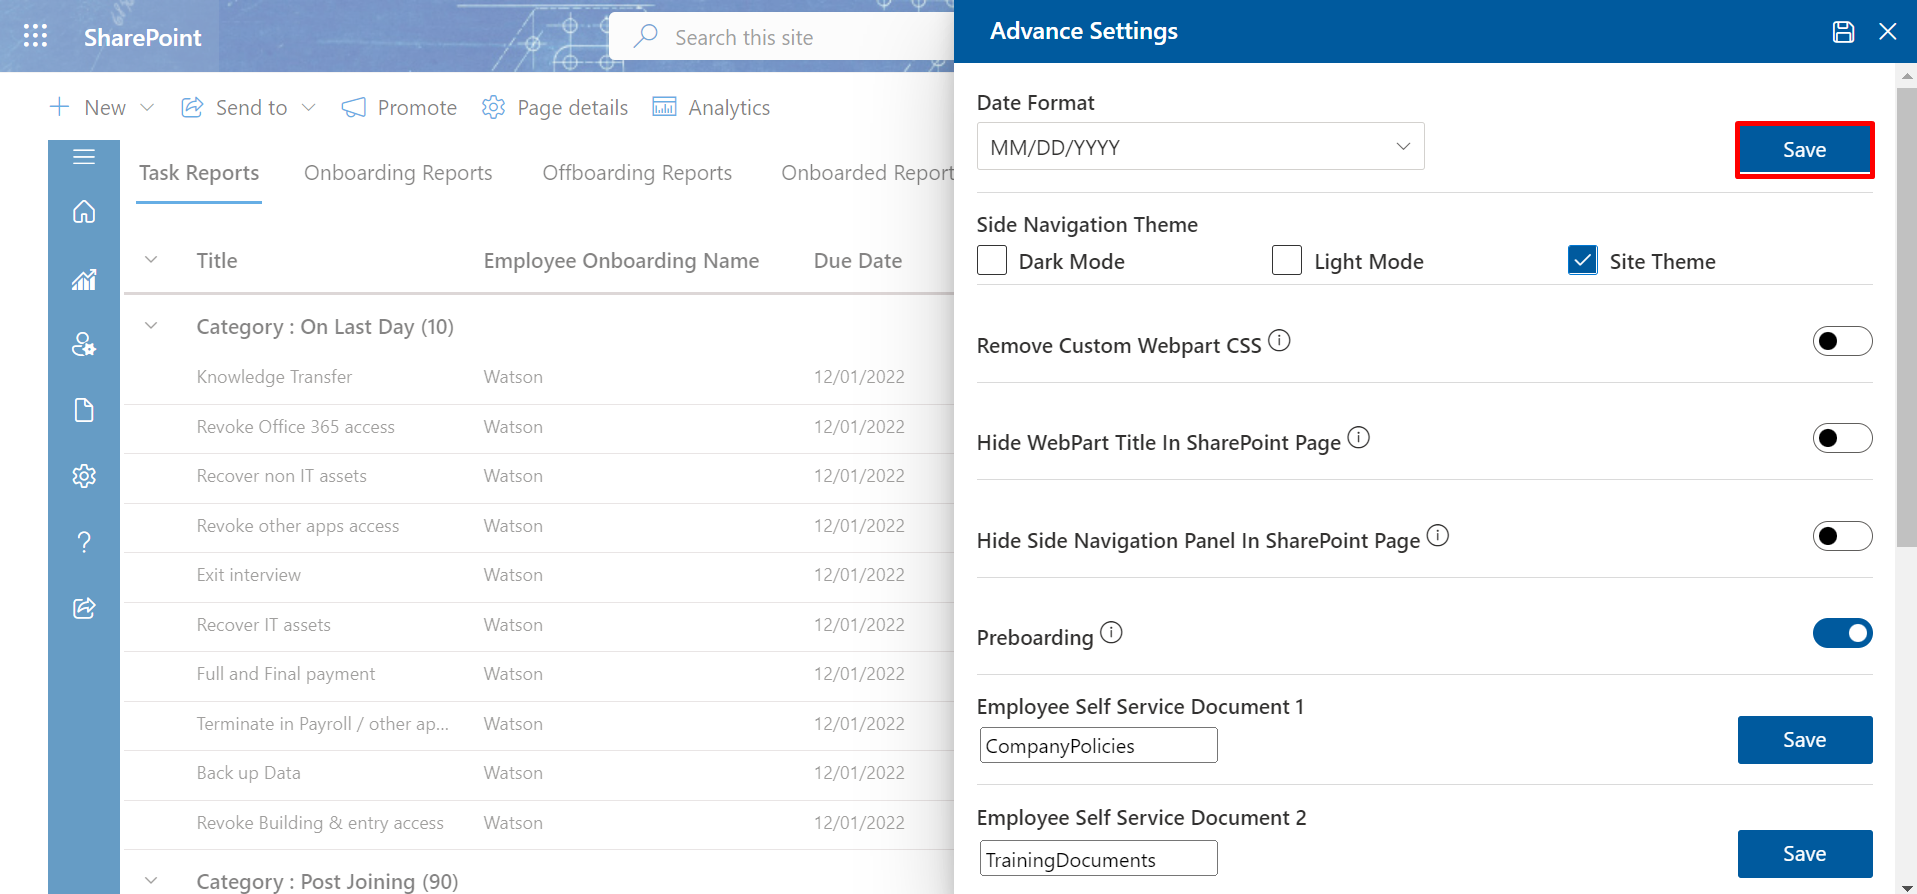 SharePoint
Search this site
New
Send to
Promote
Page details
Analytics
Task Reports
Onboarding Reports
Offboarding Reports
Onboarded Report
Title
Employee Onboarding Name
Due Date
Category : On Last Day (10)
Knowledge Transfer Watson 12/01/2022
Revoke Office 365 access Watson 12/01/2022
Recover non IT assets Watson 12/01/2022
Revoke other apps access Watson 12/01/2022
Exit interview Watson 12/01/2022
Recover IT assets Watson 12/01/2022
Full and Final payment Watson 12/01/2022
Terminate in Payroll / other ap... Watson 12/01/2022
Back up Data Watson 12/01/2022
Revoke Building & entry access Watson 12/01/2022
Category : Post Joining (90)
Advance Settings
Date Format
MM/DD/YYYY
Save
Side Navigation Theme
Dark Mode
Light Mode
Site Theme
Remove Custom Webpart CSS
Hide WebPart Title In SharePoint Page
Hide Side Navigation Panel In SharePoint Page
Preboarding
Employee Self Service Document 1
CompanyPolicies
Save
Employee Self Service Document 2
TrainingDocuments
Save